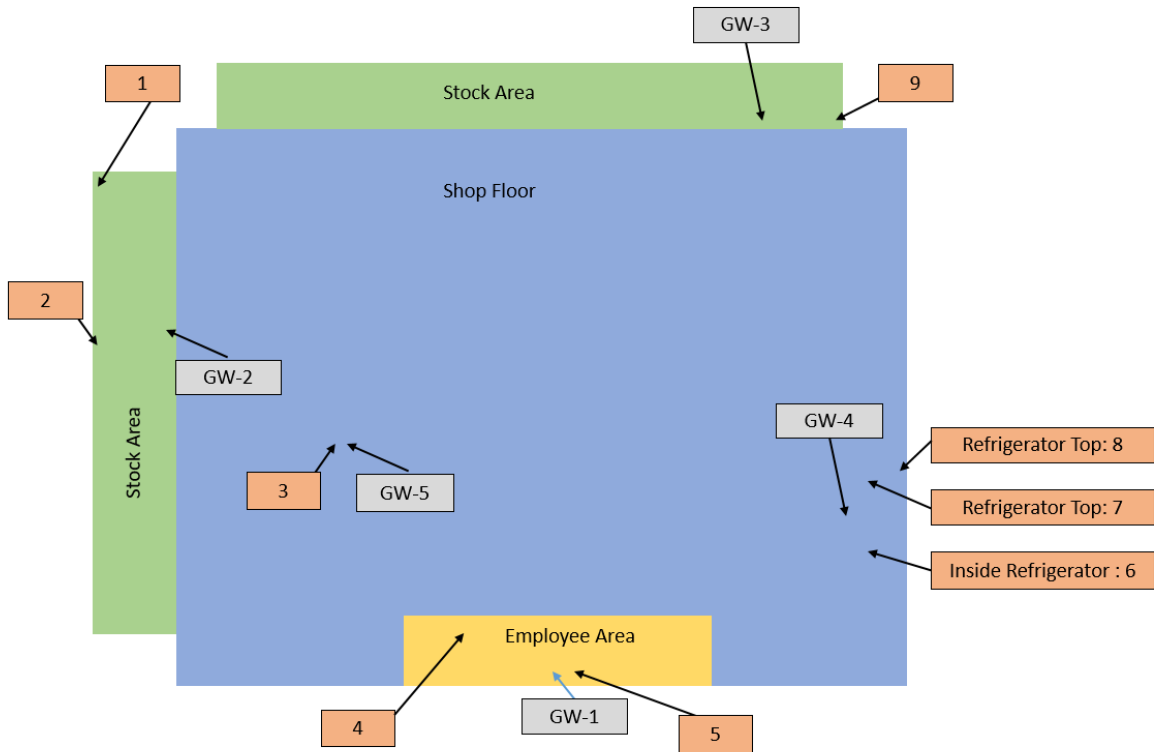 GW-3
1
9
Stock Area
Shop Floor
2
GW-2
Stock Area
GW-4
Refrigerator Top: 8
3
GW-5
Refrigerator Top: 7
Inside Refrigerator : 6
Employee Area
4
GW-1
5